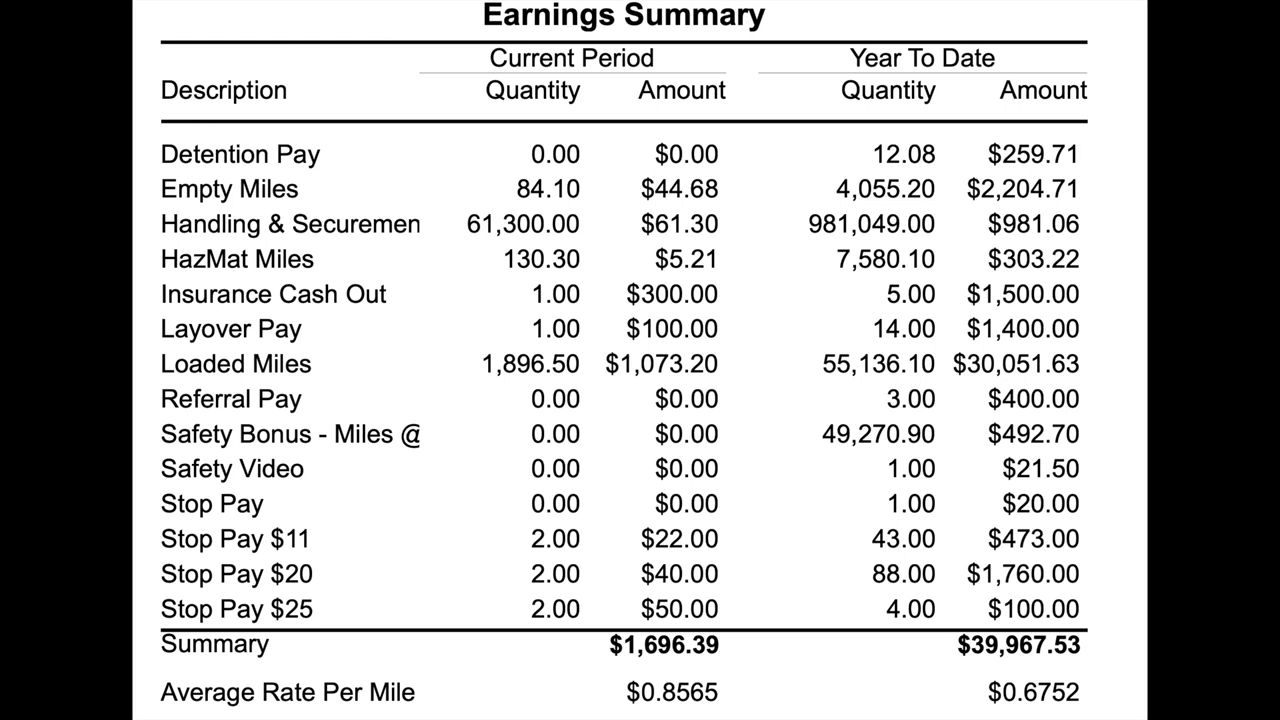 Earnings Summary
Current Period Year To Date
Description Quantity Amount Quantity Amount
Detention Pay 0.00 $0.00 12.08 $259.71
Empty Miles 84.10 $44.68 4,055.20 $2,204.71
Handling & Securemen 61,300.00 $61.30 981,049.00 $981.06
HazMat Miles 130.30 $5.21 7,580.10 $303.22
Insurance Cash Out 1.00 $300.00 5.00 $1,500.00
Layover Pay 1.00 $100.00 14.00 $1,400.00
Loaded Miles 1,896.50 $1,073.20 55,136.10 $30,051.63
Referral Pay 0.00 $0.00 3.00 $400.00
Safety Bonus - Miles @ 0.00 $0.00 49,270.90 $492.70
Safety Video 0.00 $0.00 1.00 $21.50
Stop Pay 0.00 $0.00 1.00 $20.00
Stop Pay $11 2.00 $22.00 43.00 $473.00
Stop Pay $20 2.00 $40.00 88.00 $1,760.00
Stop Pay $25 2.00 $50.00 4.00 $100.00
Summary $1,696.39 $39,967.53
Average Rate Per Mile $0.8565 $0.6752